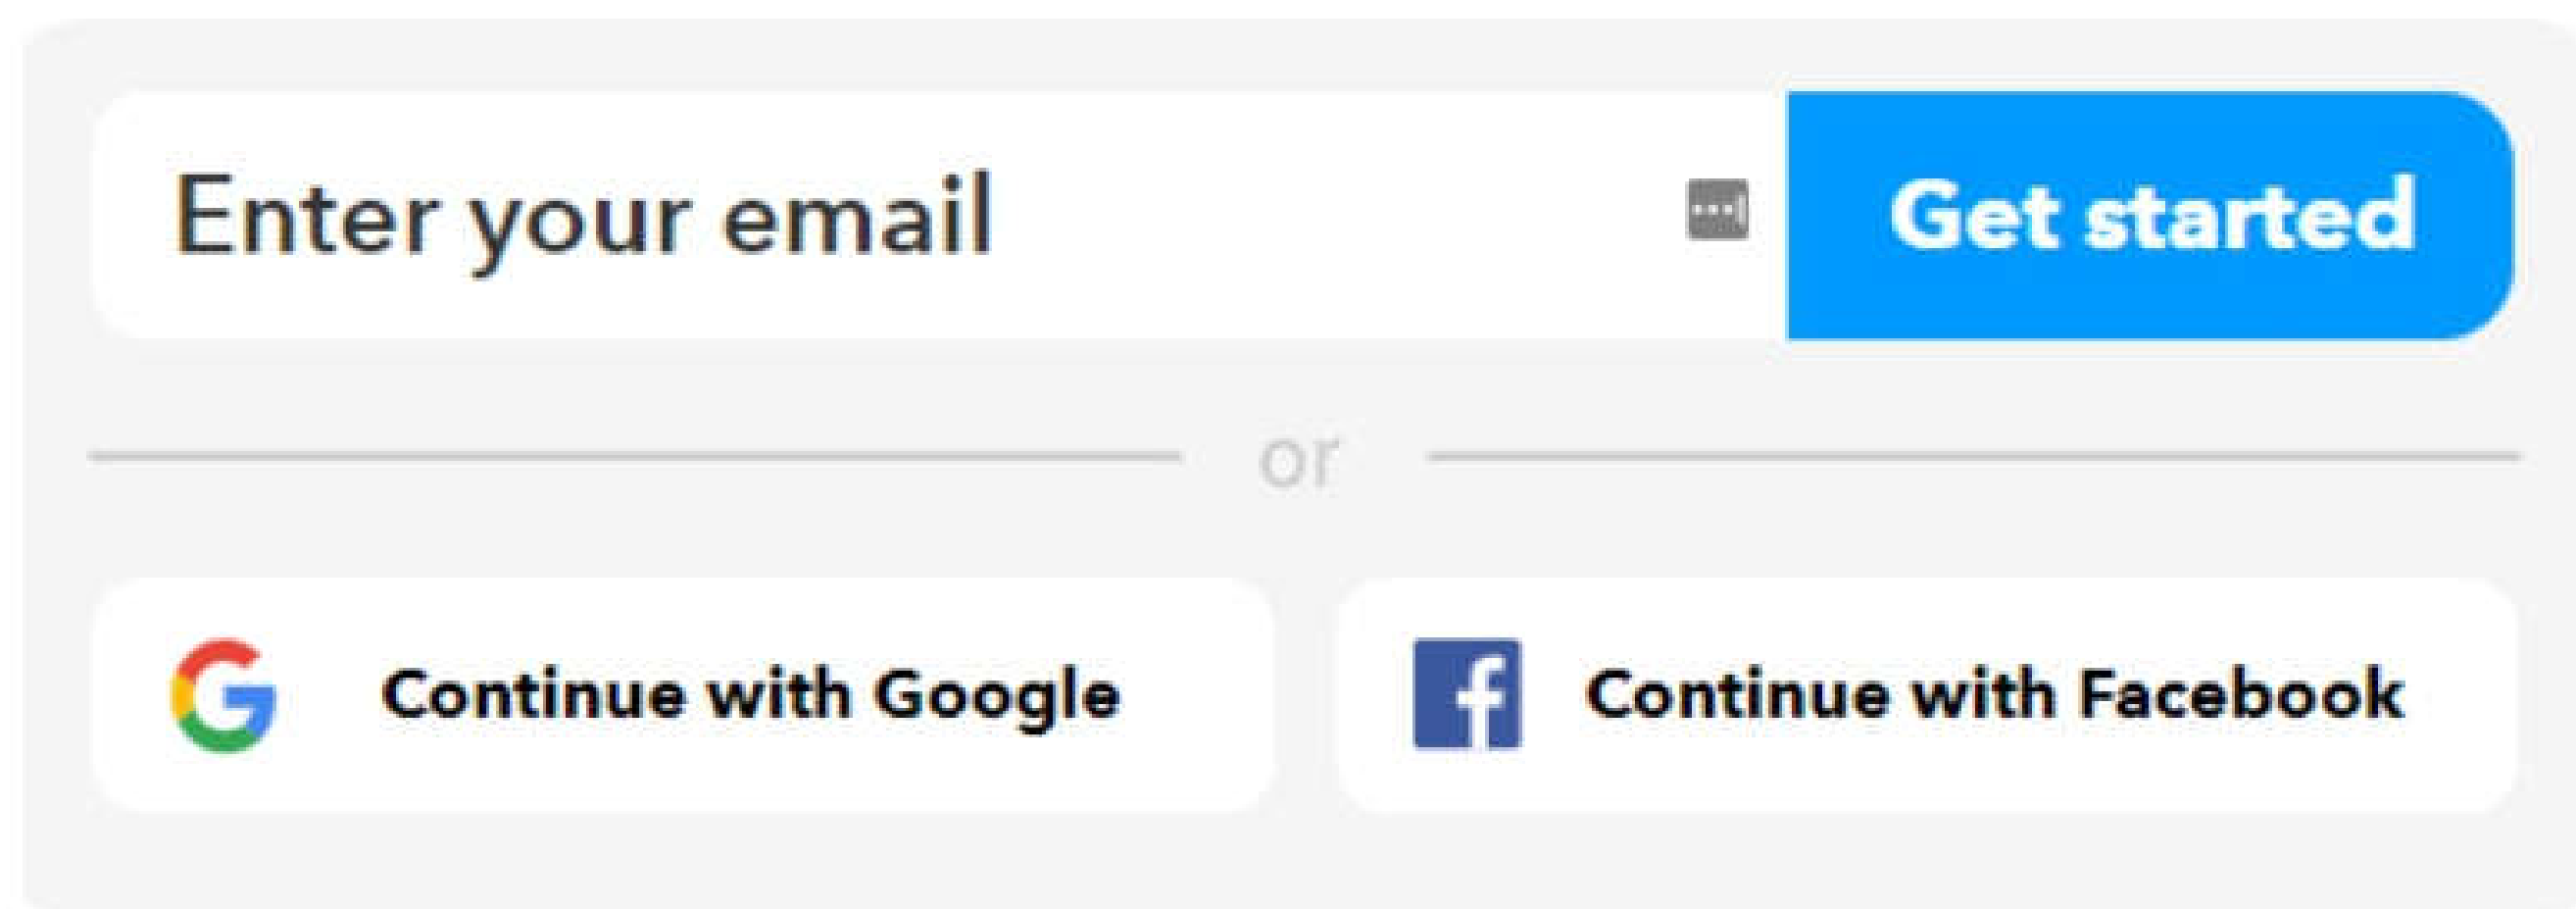 Enter your email
Get started
or
Continue with Google
Continue with Facebook